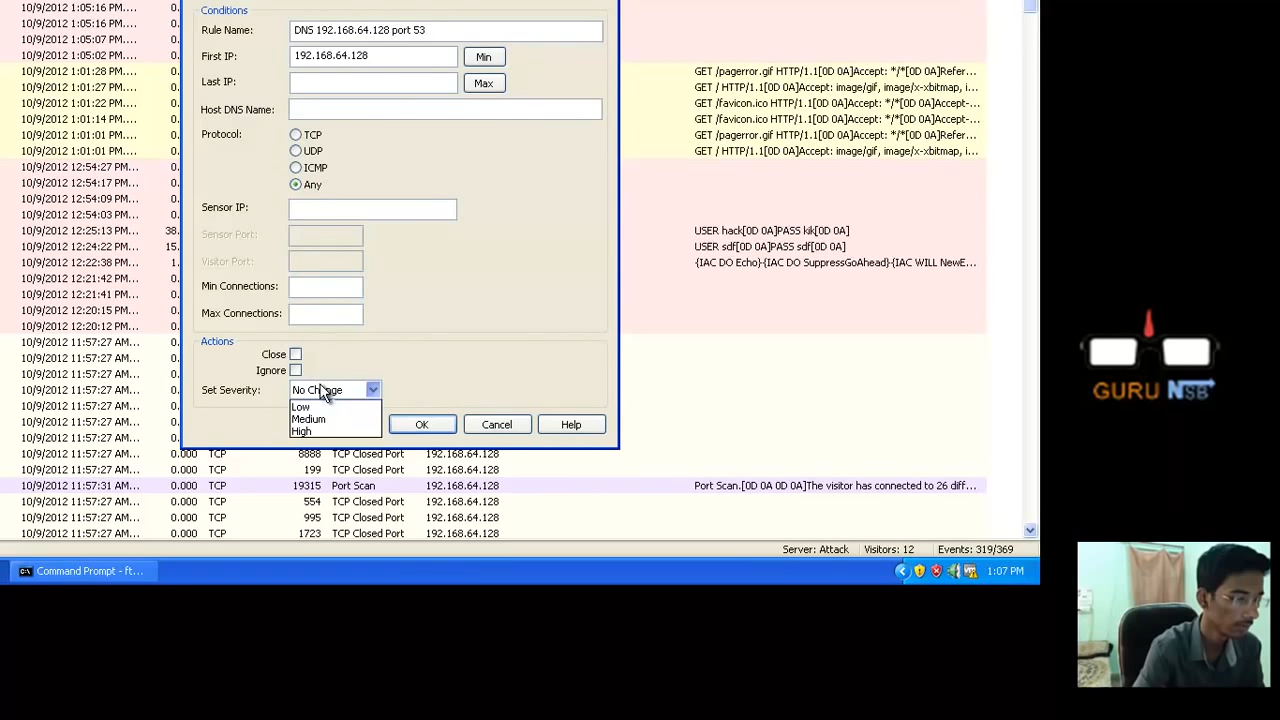 10/9/2012 1:05:16 PM...
Conditions
10/9/2012 1:05:16 PM...
Rule Name: DNS 192.168.64.128 port 53
10/9/2012 1:05:07 PM...
10/9/2012 1:05:02 PM...
First IP: 192.168.64.128 Min
10/9/2012 1:01:28 PM... GET /pagerror.gif HTTP/1.1[0D 0A]Accept: */*[0D 0A]Refer...
Last IP: Max
10/9/2012 1:01:27 PM... GET / HTTP/1.1[0D 0A]Accept: image/gif, image/x-xbitmap, i...
10/9/2012 1:01:22 PM... GET /favicon.ico HTTP/1.1[0D 0A]Accept: */*[0D 0A]Accept-...
Host DNS Name:
10/9/2012 1:01:14 PM... GET /favicon.ico HTTP/1.1[0D 0A]Accept: */*[0D 0A]Accept-...
10/9/2012 1:01:01 PM... GET /pagerror.gif HTTP/1.1[0D 0A]Accept: */*[0D 0A]Refer...
Protocol: TCP
10/9/2012 1:01:01 PM... GET / HTTP/1.1[0D 0A]Accept: image/gif, image/x-xbitmap, i...
UDP
10/9/2012 12:54:27 PM... 0.
ICMP
10/9/2012 12:54:17 PM... 0.
Any
10/9/2012 12:54:09 PM... 0.
Sensor IP:
10/9/2012 12:54:03 PM... 0.
10/9/2012 12:25:13 PM... 38. USER hack[0D 0A]PASS kik[0D 0A]
Sensor Port:
10/9/2012 12:24:22 PM... 15. USER sdf[0D 0A]PASS sdf[0D 0A]
10/9/2012 12:22:38 PM... 1. {IAC DO Echo}{IAC DO SuppressGoAhead}{IAC WILL NewE...
Visitor Port:
10/9/2012 12:21:42 PM... 0.
Min Connections:
10/9/2012 12:21:41 PM... 0.
10/9/2012 12:20:15 PM... 0.
Max Connections:
10/9/2012 12:20:12 PM... 0.
10/9/2012 11:57:27 AM... 0.
Actions
10/9/2012 11:57:27 AM... 0.
Close
10/9/2012 11:57:27 AM... 0.
Ignore
10/9/2012 11:57:27 AM... 0.
Set Severity:
Low
Medium
High
OK Cancel Help
10/9/2012 11:57:27 AM... 0.
10/9/2012 11:57:27 AM... 0.
10/9/2012 11:57:27 AM... 0.
10/9/2012 11:57:27 AM... 0.000 TCP 8888 TCP Closed Port 192.168.64.128
10/9/2012 11:57:27 AM... 0.000 TCP 199 TCP Closed Port 192.168.64.128
10/9/2012 11:57:31 AM... 0.000 TCP 19315 Port Scan 192.168.64.128 Port Scan.[0D 0A 0D 0A]The visitor has connected to 26 diff...
10/9/2012 11:57:27 AM... 0.000 TCP 554 TCP Closed Port 192.168.64.128
10/9/2012 11:57:27 AM... 0.000 TCP 995 TCP Closed Port 192.168.64.128
10/9/2012 11:57:27 AM... 0.000 TCP 1723 TCP Closed Port 192.168.64.128
Server: Attack Visitors: 12 Events: 319/369
Command Prompt - ft... 1:07 PM
GURU NSB